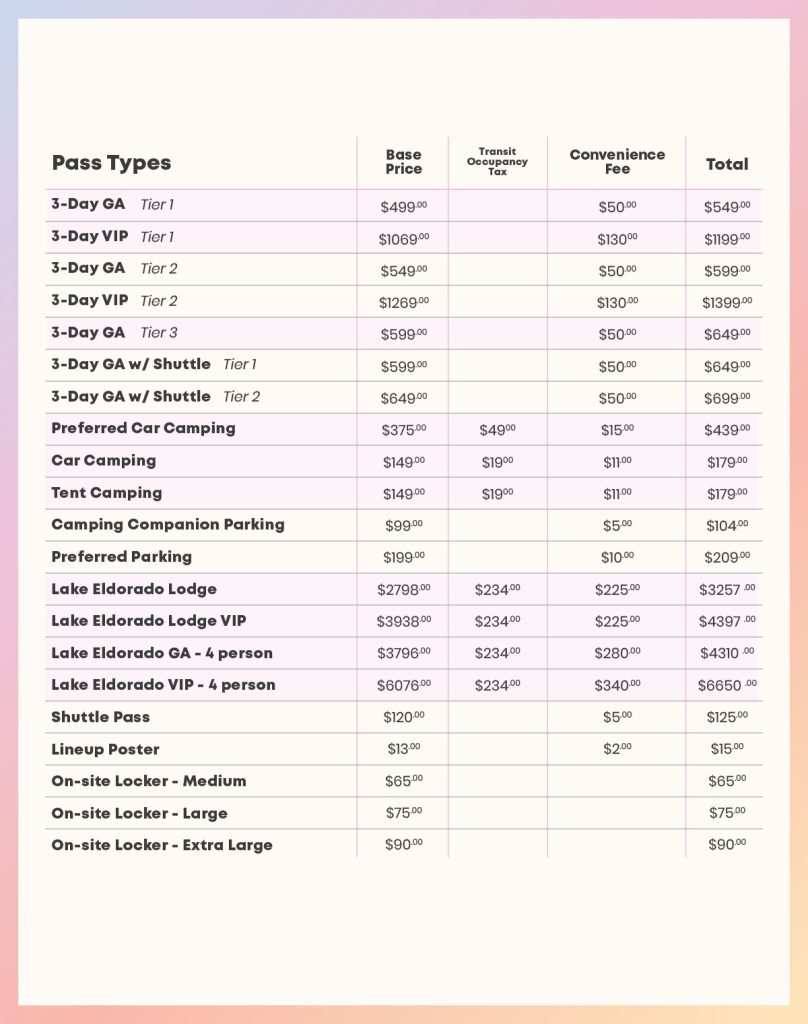 Pass Types Base Price Transit Occupancy Tax Convenience Fee Total
3-Day GA Tier 1 $499.00 $50.00 $549.00
3-Day VIP Tier 1 $1069.00 $130.00 $1199.00
3-Day GA Tier 2 $549.00 $50.00 $599.00
3-Day VIP Tier 2 $1269.00 $130.00 $1399.00
3-Day GA Tier 3 $599.00 $50.00 $649.00
3-Day GA w/ Shuttle Tier 1 $599.00 $50.00 $649.00
3-Day GA w/ Shuttle Tier 2 $649.00 $50.00 $699.00
Preferred Car Camping $375.00 $49.00 $15.00 $439.00
Car Camping $149.00 $19.00 $11.00 $179.00
Tent Camping $149.00 $19.00 $11.00 $179.00
Camping Companion Parking $99.00 $5.00 $104.00
Preferred Parking $199.00 $10.00 $209.00
Lake Eldorado Lodge $2798.00 $234.00 $225.00 $3257 .00
Lake Eldorado Lodge VIP $3938.00 $234.00 $225.00 $4397 .00
Lake Eldorado GA - 4 person $3796.00 $234.00 $280.00 $4310 .00
Lake Eldorado VIP - 4 person $6076.00 $234.00 $340.00 $6650 .00
Shuttle Pass $120.00 $5.00 $125.00
Lineup Poster $13.00 $2.00 $15.00
On-site Locker - Medium $65.00 $65.00
On-site Locker - Large $75.00 $75.00
On-site Locker - Extra Large $90.00 $90.00